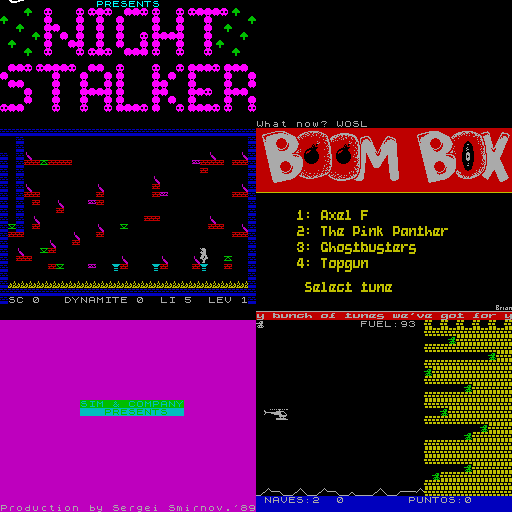 PRESENTS
NIGHT
STALKER
What now? WOSL
BOOM BOX
1: Axel F
2: The Pink Panther
3: Ghostbusters
4: Topgun
Select tune
Brian
SC 0 DYNAMITE 0 LI 5 LEV 1
y bunch of tunes we've got for y
FUEL:93
NAVES:2 0 PUNTOS:0
SIM & COMPANY
PRESENTS
Production by Sergei Smirnov.'89